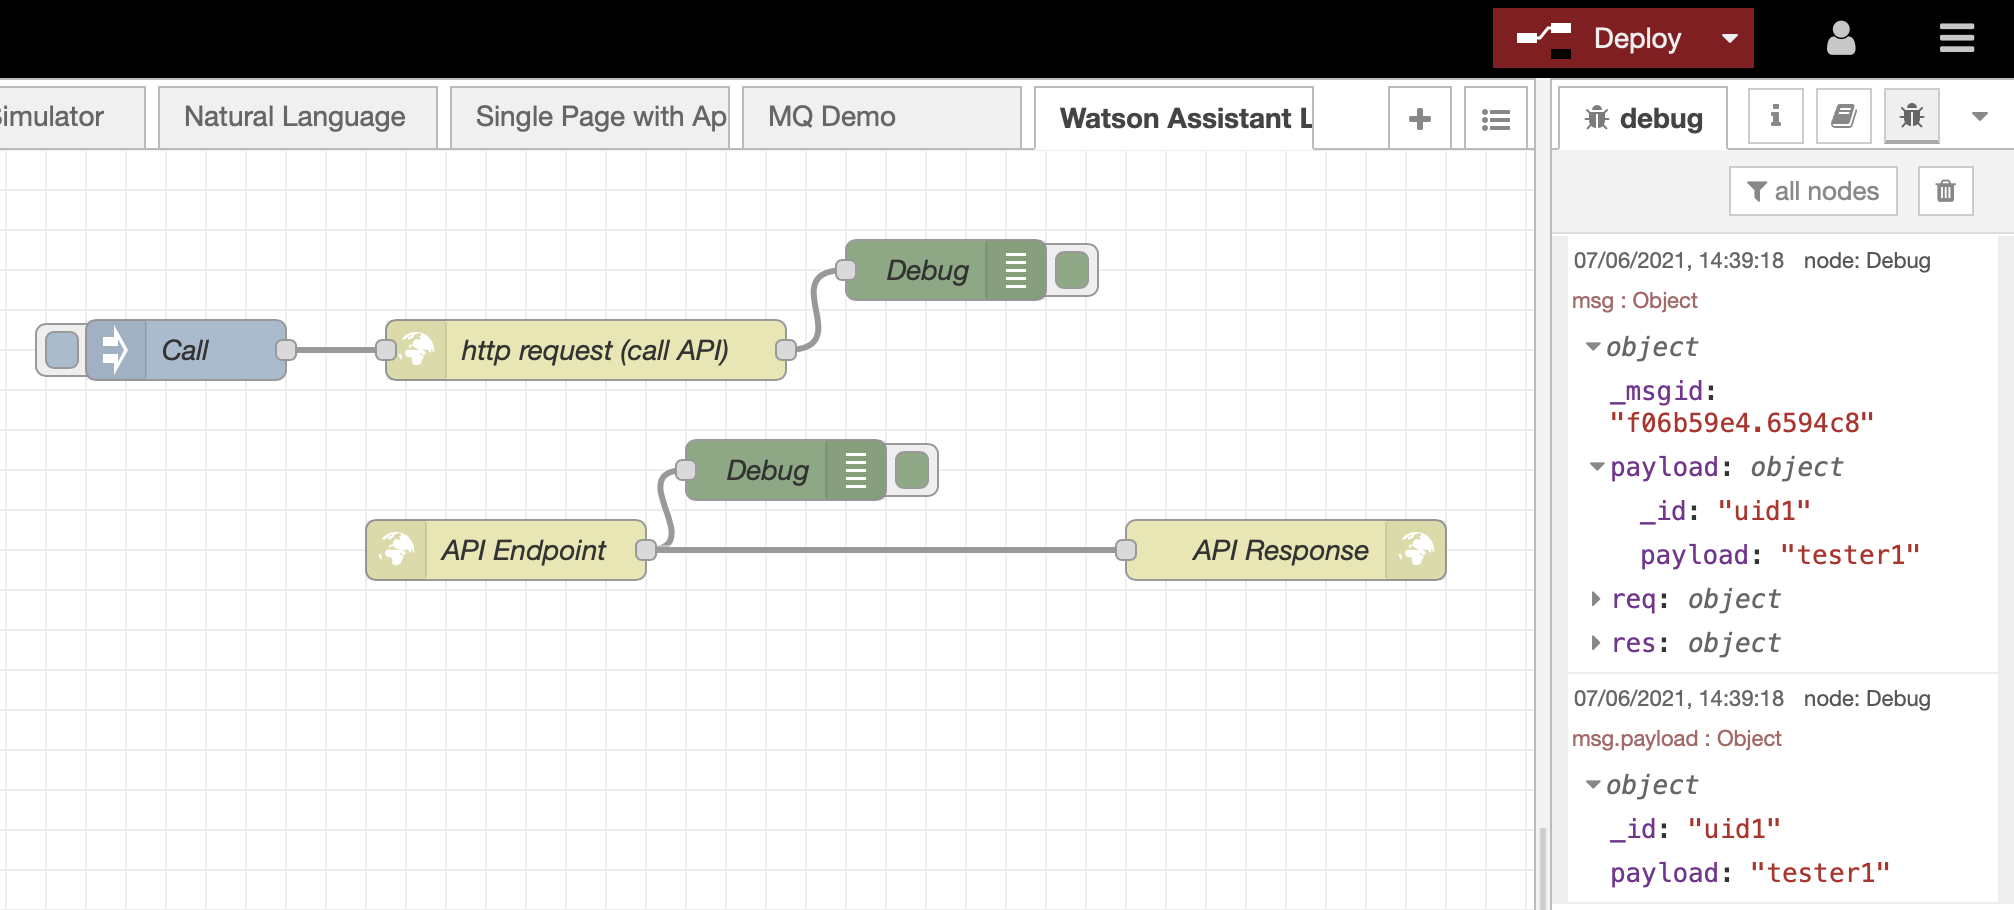 Deploy
imulator
Natural Language
Single Page with Ap
MQ Demo
Watson Assistant L
debug
all nodes
Debug
Call
http request (call API)
Debug
API Endpoint
API Response
07/06/2021, 14:39:18 node: Debug
msg : Object
object
_msgid:
"f06b59e4.6594c8"
payload: object
_id: "uid1"
payload: "tester1"
req: object
res: object
07/06/2021, 14:39:18 node: Debug
msg.payload : Object
object
_id: "uid1"
payload: "tester1"